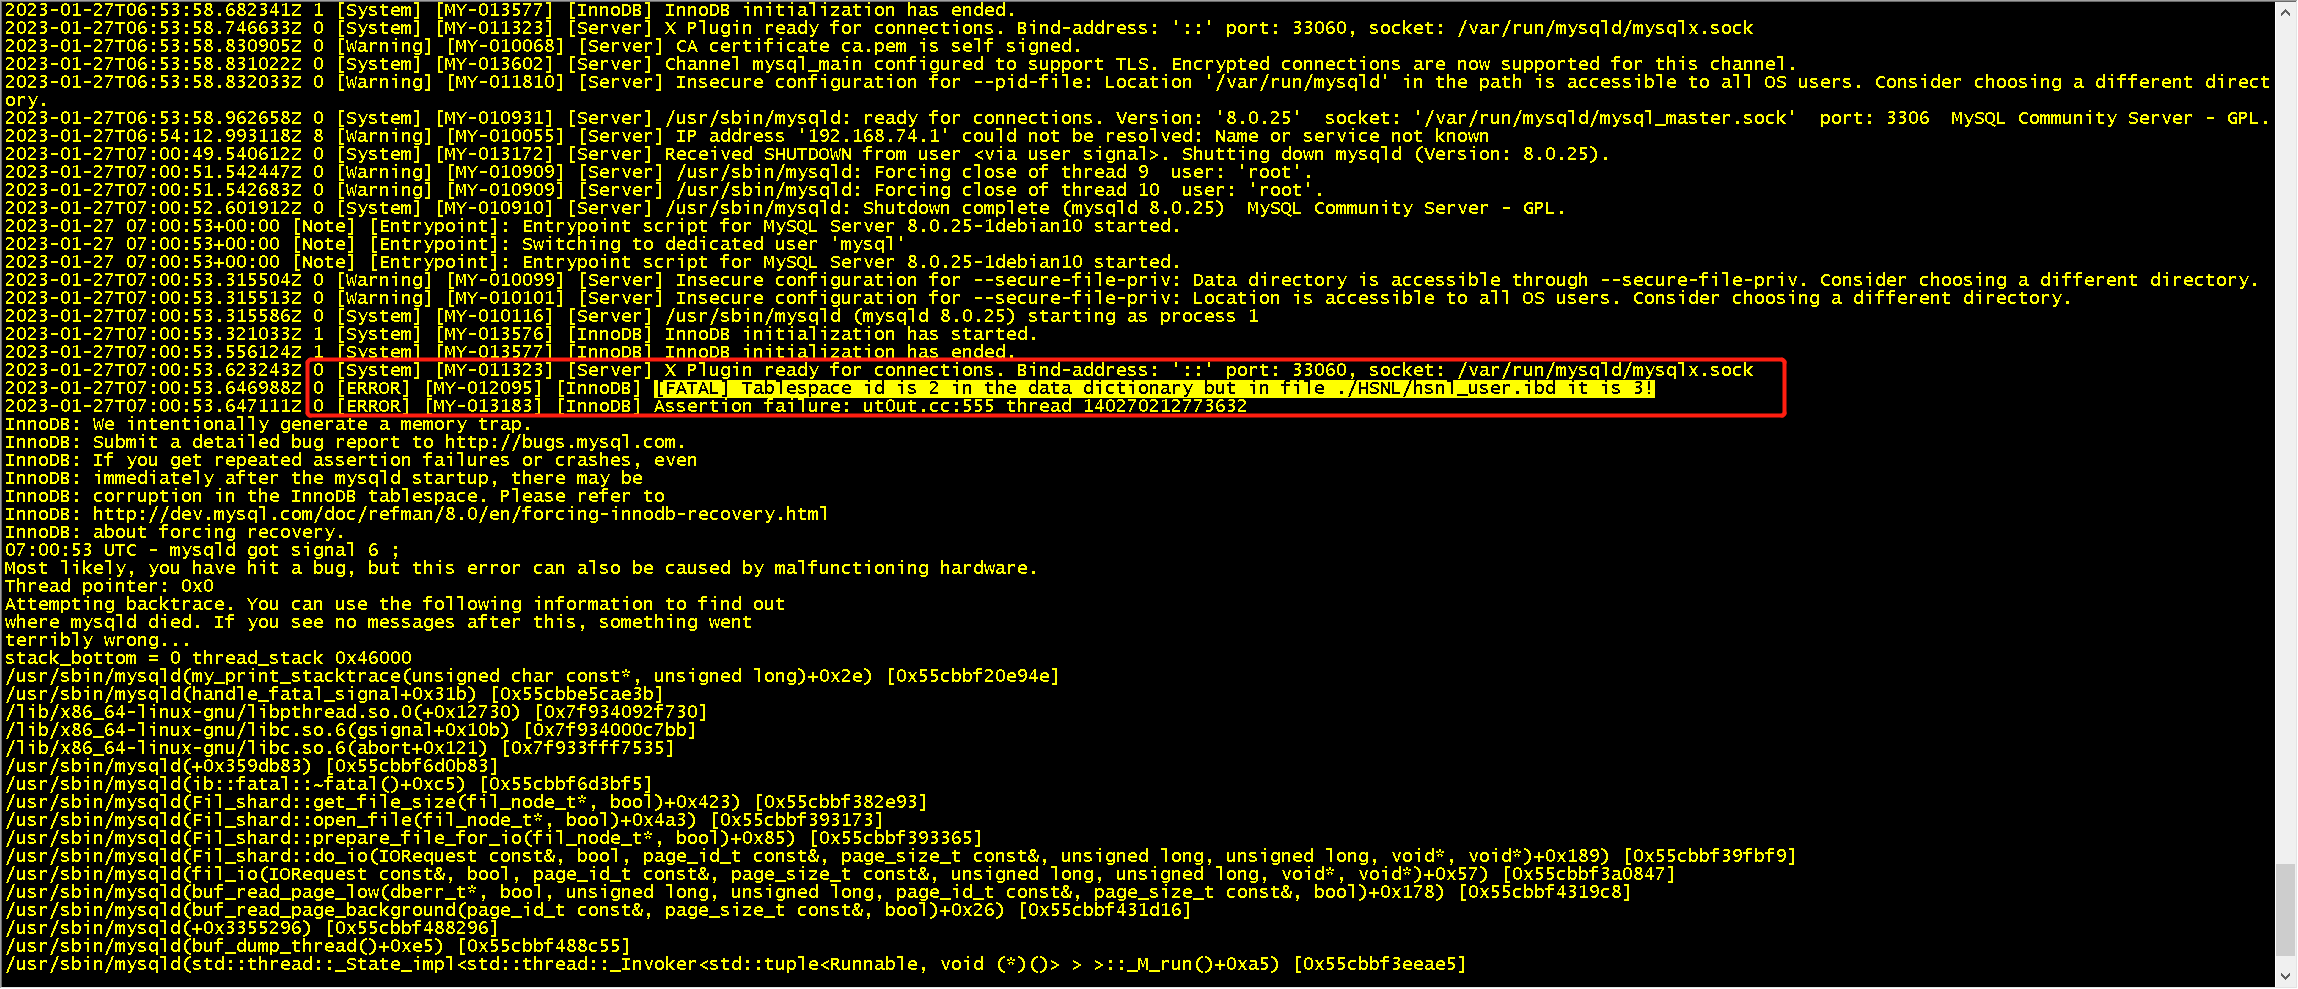 2023-01-27T06:53:58.682341Z 1 [System] [MY-013577] [InnoDB] InnoDB initialization has ended.
2023-01-27T06:53:58.746633Z 0 [System] [MY-011323] [Server] X Plugin ready for connections. Bind-address: '::' port: 33060, socket: /var/run/mysqld/mysqlx.sock
2023-01-27T06:53:58.830905Z 0 [Warning] [MY-010068] [Server] CA certificate ca.pem is self signed.
2023-01-27T06:53:58.831022Z 0 [System] [MY-013602] [Server] Channel mysql_main configured to support TLS. Encrypted connections are now supported for this channel.
2023-01-27T06:53:58.832033Z 0 [Warning] [MY-011810] [Server] Insecure configuration for --pid-file: Location '/var/run/mysqld' in the path is accessible to all OS users. Consider choosing a different direct
ory.
2023-01-27T06:53:58.962658Z 0 [System] [MY-010931] [Server] /usr/sbin/mysqld: ready for connections. Version: '8.0.25'  socket: '/var/run/mysqld/mysql_master.sock'  port: 3306  MySQL Community Server - GPL.
2023-01-27T06:54:12.993118Z 8 [Warning] [MY-010055] [Server] IP address '192.168.74.1' could not be resolved: Name or service not known
2023-01-27T07:00:49.540612Z 0 [System] [MY-013172] [Server] Received SHUTDOWN from user <via user signal>. Shutting down mysqld (Version: 8.0.25).
2023-01-27T07:00:51.542447Z 0 [Warning] [MY-010909] [Server] /usr/sbin/mysqld: Forcing close of thread 9  user: 'root'.
2023-01-27T07:00:51.542683Z 0 [Warning] [MY-010909] [Server] /usr/sbin/mysqld: Forcing close of thread 10  user: 'root'.
2023-01-27T07:00:52.601912Z 0 [System] [MY-010910] [Server] /usr/sbin/mysqld: Shutdown complete (mysqld 8.0.25)  MySQL Community Server - GPL.
2023-01-27 07:00:53+00:00 [Note] [Entrypoint]: Entrypoint script for MySQL Server 8.0.25-1debian10 started.
2023-01-27 07:00:53+00:00 [Note] [Entrypoint]: Switching to dedicated user 'mysql'
2023-01-27 07:00:53+00:00 [Note] [Entrypoint]: Entrypoint script for MySQL Server 8.0.25-1debian10 started.
2023-01-27T07:00:53.315504Z 0 [Warning] [MY-010099] [Server] Insecure configuration for --secure-file-priv: Data directory is accessible through --secure-file-priv. Consider choosing a different directory.
2023-01-27T07:00:53.315513Z 0 [Warning] [MY-010101] [Server] Insecure configuration for --secure-file-priv: Location is accessible to all OS users. Consider choosing a different directory.
2023-01-27T07:00:53.315586Z 0 [System] [MY-010116] [Server] /usr/sbin/mysqld (mysqld 8.0.25) starting as process 1
2023-01-27T07:00:53.321033Z 1 [System] [MY-013576] [InnoDB] InnoDB initialization has started.
2023-01-27T07:00:53.556124Z 1 [System] [MY-013577] [InnoDB] InnoDB initialization has ended.
2023-01-27T07:00:53.623243Z 0 [System] [MY-011323] [Server] X Plugin ready for connections. Bind-address: '::' port: 33060, socket: /var/run/mysqld/mysqlx.sock
2023-01-27T07:00:53.646988Z 0 [ERROR] [MY-012095] [InnoDB] [FATAL] Tablespace id is 2 in the data dictionary but in file ./HSNL/hsnl_user.ibd it is 3!
2023-01-27T07:00:53.647111Z 0 [ERROR] [MY-013183] [InnoDB] Assertion failure: ut0ut.cc:555 thread 140270212773632
InnoDB: We intentionally generate a memory trap.
InnoDB: Submit a detailed bug report to http://bugs.mysql.com.
InnoDB: If you get repeated assertion failures or crashes, even
InnoDB: immediately after the mysqld startup, there may be
InnoDB: corruption in the InnoDB tablespace. Please refer to
InnoDB: http://dev.mysql.com/doc/refman/8.0/en/forcing-innodb-recovery.html
InnoDB: about forcing recovery.
07:00:53 UTC - mysqld got signal 6 ;
Most likely, you have hit a bug, but this error can also be caused by malfunctioning hardware.
Thread pointer: 0x0
Attempting backtrace. You can use the following information to find out
where mysqld died. If you see no messages after this, something went
terribly wrong...
stack_bottom = 0 thread_stack 0x46000
/usr/sbin/mysqld(my_print_stacktrace(unsigned char const*, unsigned long)+0x2e) [0x55cbbf20e94e]
/usr/sbin/mysqld(handle_fatal_signal+0x31b) [0x55cbbe5cae3b]
/lib/x86_64-linux-gnu/libpthread.so.0(+0x12730) [0x7f934092f730]
/lib/x86_64-linux-gnu/libc.so.6(gsignal+0x10b) [0x7f934000c7bb]
/lib/x86_64-linux-gnu/libc.so.6(abort+0x121) [0x7f933fff7535]
/usr/sbin/mysqld(+0x359db83) [0x55cbbf6d0b83]
/usr/sbin/mysqld(ib::fatal::~fatal()+0xc5) [0x55cbbf6d3bf5]
/usr/sbin/mysqld(Fil_shard::get_file_size(fil_node_t*, bool)+0x423) [0x55cbbf382e93]
/usr/sbin/mysqld(Fil_shard::open_file(fil_node_t*, bool)+0x4a3) [0x55cbbf393173]
/usr/sbin/mysqld(Fil_shard::prepare_file_for_io(fil_node_t*, bool)+0x85) [0x55cbbf393365]
/usr/sbin/mysqld(Fil_shard::do_io(IORequest const&, bool, page_id_t const&, page_size_t const&, unsigned long, unsigned long, void*, void*)+0x189) [0x55cbbf39fbf9]
/usr/sbin/mysqld(fil_io(IORequest const&, bool, page_id_t const&, page_size_t const&, unsigned long, unsigned long, void*, void*)+0x57) [0x55cbbf3a0847]
/usr/sbin/mysqld(buf_read_page_low(dberr_t*, bool, unsigned long, unsigned long, page_id_t const&, page_size_t const&, bool)+0x178) [0x55cbbf4319c8]
/usr/sbin/mysqld(buf_read_page_background(page_id_t const&, page_size_t const&, bool)+0x26) [0x55cbbf431d16]
/usr/sbin/mysqld(+0x3355296) [0x55cbbf488296]
/usr/sbin/mysqld(buf_dump_thread()+0xe5) [0x55cbbf488c55]
/usr/sbin/mysqld(std::thread::_State_impl<std::thread::_Invoker<std::tuple<Runnable, void (*)()> > >::_M_run()+0xa5) [0x55cbbf3eeae5]